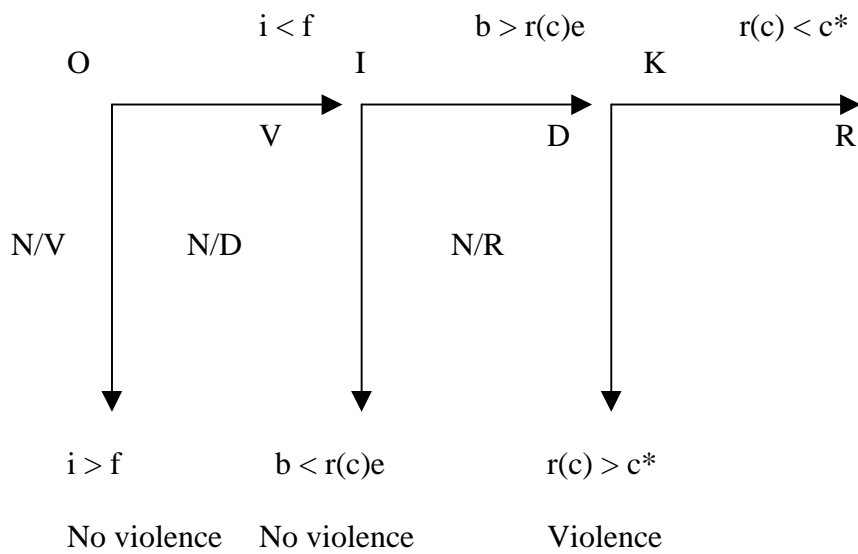 i < f b > r(c)e r(c) < c*
O I K
V D R
N/V N/D N/R
i > f b < r(c)e r(c) > c*
No violence No violence Violence